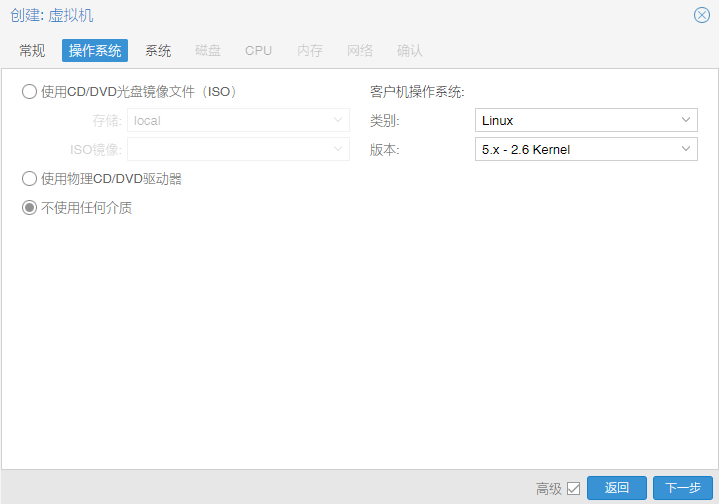 创建: 虚拟机
常规 操作系统 系统 磁盘 CPU 内存 网络 确认
使用CD/DVD光盘镜像文件（ISO） 客户机操作系统:
存储: local 类别: Linux
ISO镜像: 版本: 5.x - 2.6 Kernel
使用物理CD/DVD驱动器
不使用任何介质
高级 返回 下一步